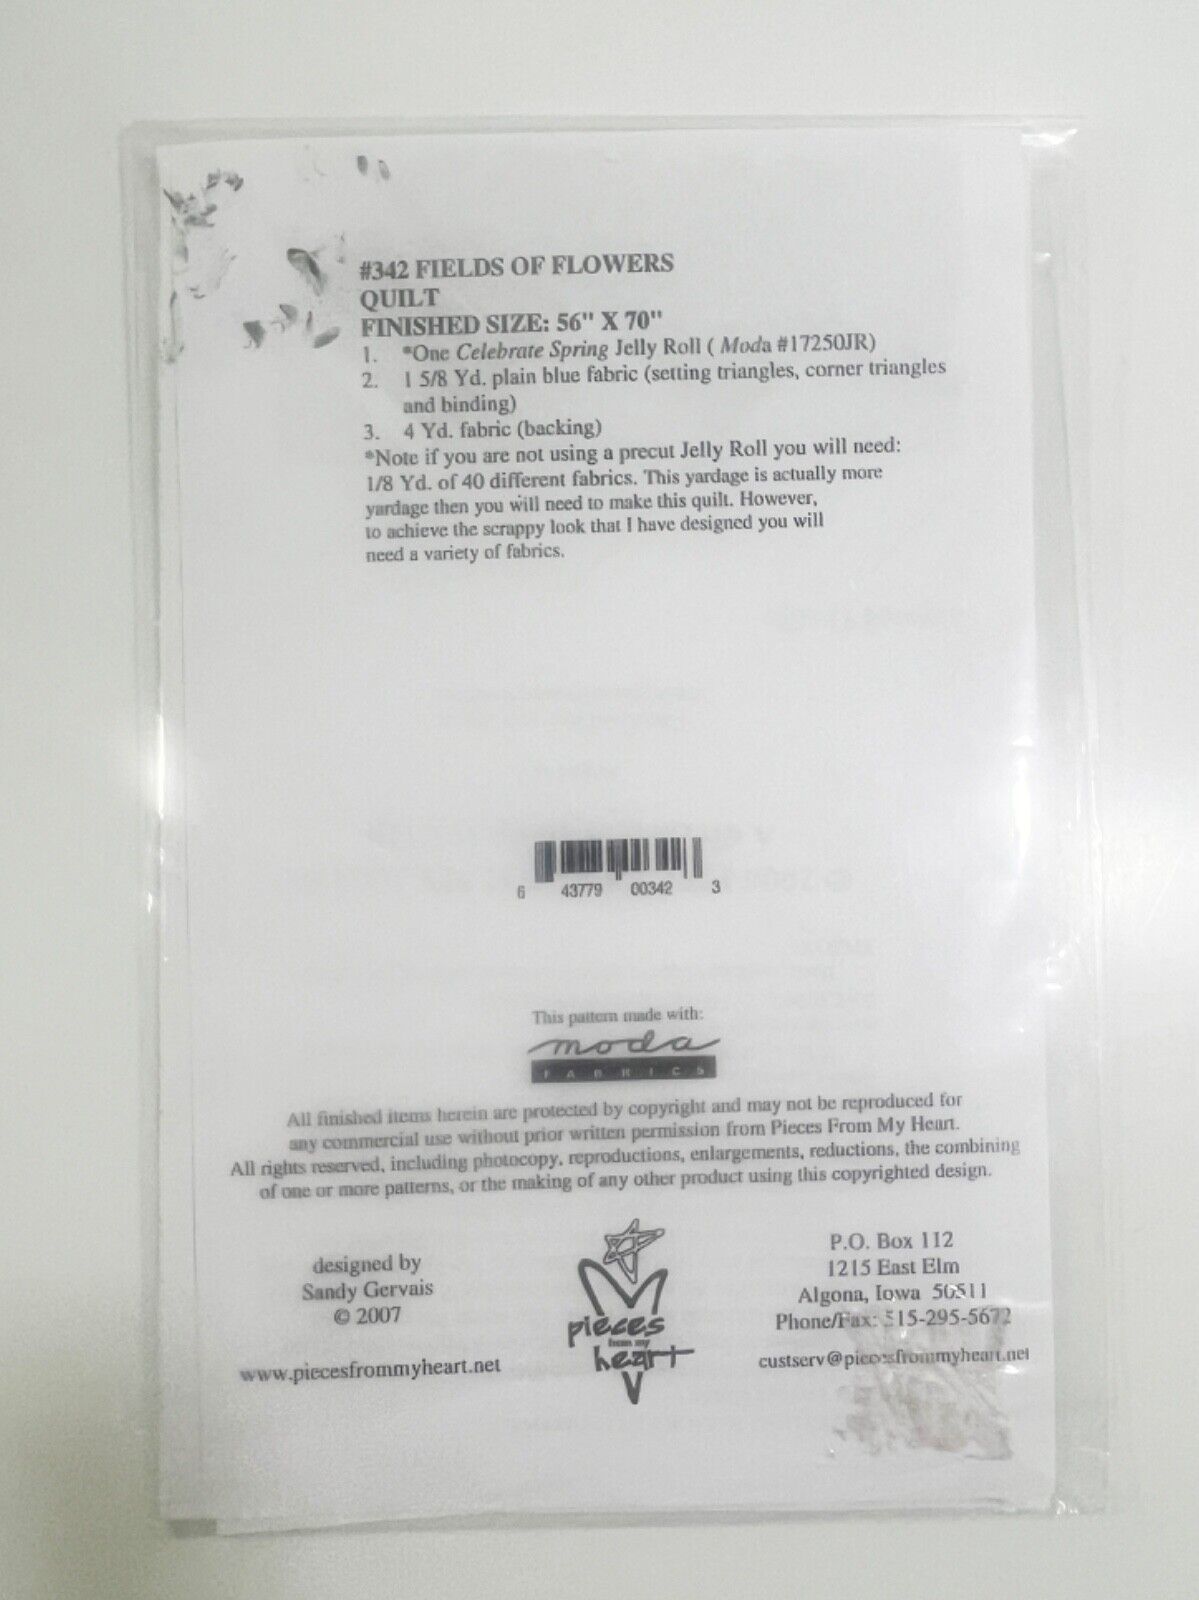 #342 FIELDS OF FLOWERS
QUILT
FINISHED SIZE: 56" X 70"
1. *One Celebrate Spring Jelly Roll ( Moda #17250JR)
2. 1 5/8 Yd. plain blue fabric (setting triangles, corner triangles
and binding)
3. 4 Yd. fabric (backing)
*Note if you are not using a precut Jelly Roll you will need:
1/8 Yd. of 40 different fabrics. This yardage is actually more
yardage then you will need to make this quilt. However,
to achieve the scrappy look that I have designed you will
need a variety of fabrics.
6 43779 00342 3
This pattern made with:
moda
FABRICS
All finished items herein are protected by copyright and may not be reproduced for
any commercial use without prior written permission from Pieces From My Heart.
All rights reserved, including photocopy, reproductions, enlargements, reductions, the combining
of one or more patterns, or the making of any other product using this copyrighted design.
designed by
Sandy Gervais
© 2007
www.piecesfrommyheart.net
pieces
from my
heart
P.O. Box 112
1215 East Elm
Algona, Iowa 50511
Phone/Fax: 515-295-5672
custserv@piecesfrommyheart.net